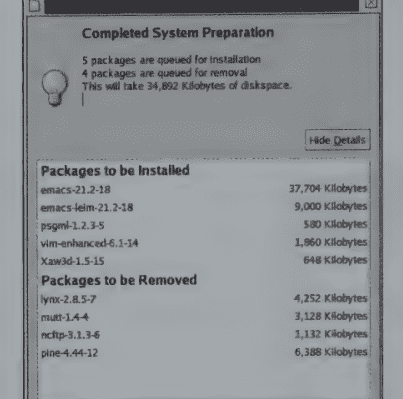 Completed System Preparation
5 packages are queued for installation
4 packages are queued for removal
This will take 34,892 Kilobytes of diskspace.
Hide Details
Packages to be Installed
emacs-21.2-18 37,704 Kilobytes
emacs-leim-21.2-18 9,000 Kilobytes
psgml-1.2.3-5 580 Kilobytes
vim-enhanced-6.1-14 1,860 Kilobytes
Xaw3d-1.5-15 648 Kilobytes
Packages to be Removed
lynx-2.8.5-7 4,252 Kilobytes
mutt-1.4-4 3,128 Kilobytes
ncftp-3.1.3-6 1,132 Kilobytes
pine-4.44-12 6,388 Kilobytes